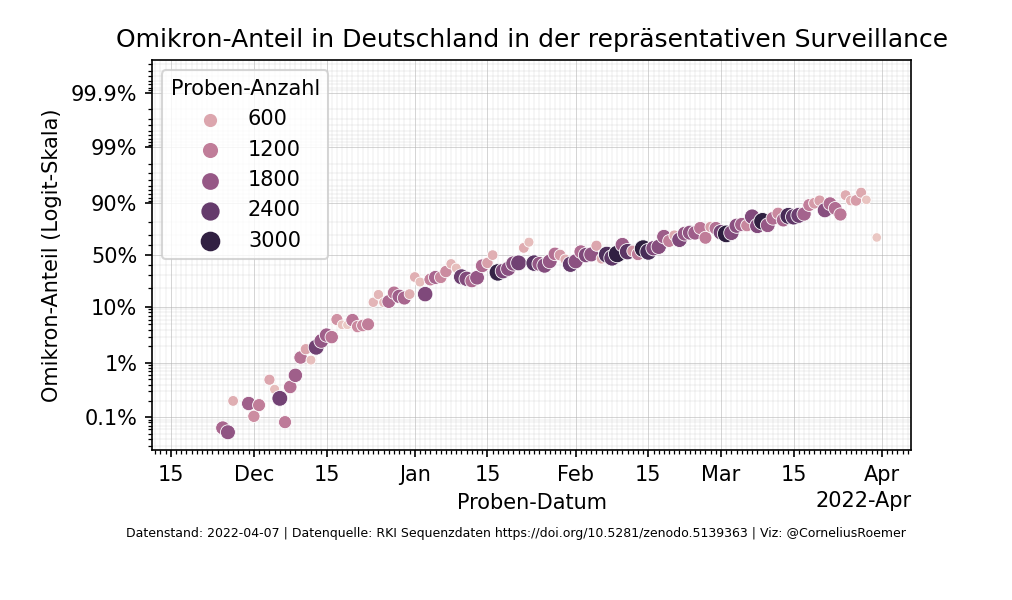 Omikron-Anteil in Deutschland in der repräsentativen Surveillance
Omikron-Anteil (Logit-Skala)
99.9%
99%
90%
50%
10%
1%
0.1%
Proben-Anzahl
600
1200
1800
2400
3000
15 Dec 15 Jan 15 Feb 15 Mar 15 Apr
Proben-Datum
2022-Apr
Datenstand: 2022-04-07 | Datenquelle: RKI Sequenzdaten https://doi.org/10.5281/zenodo.5139363 | Viz: @CorneliusRoemer